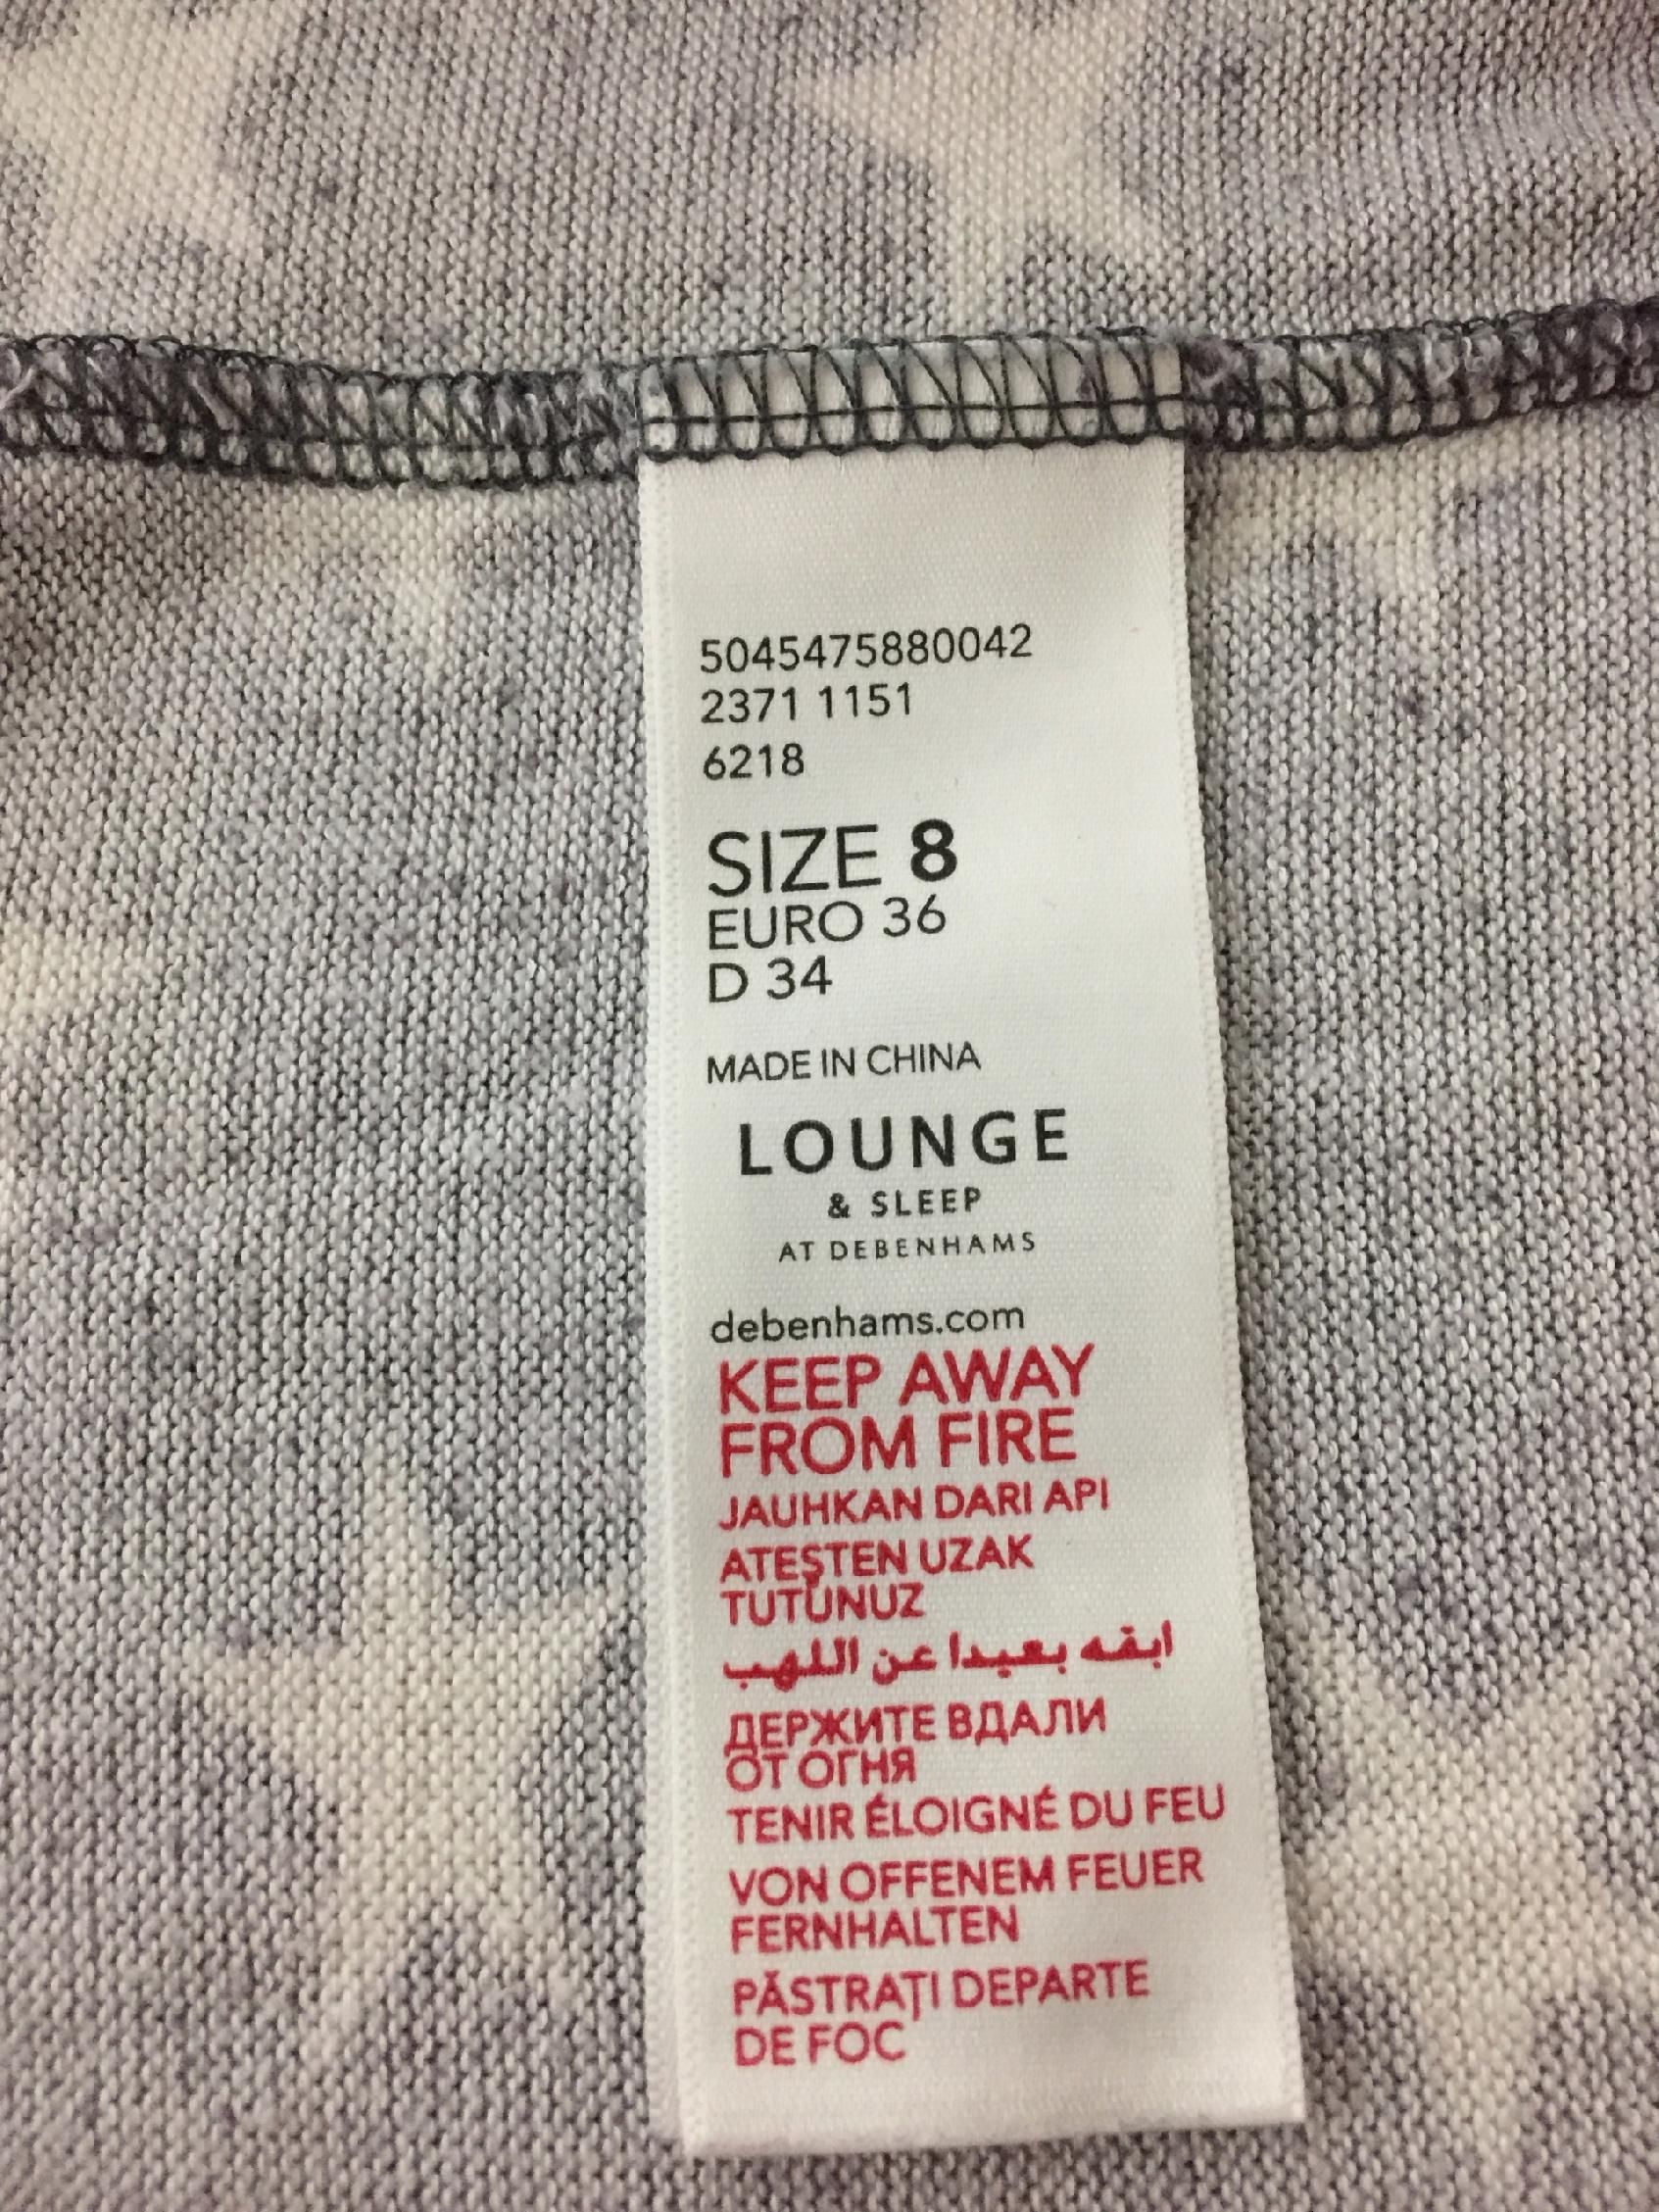 5045475880042
2371 1151
6218
SIZE 8
EURO 36
D 34
MADE IN CHINA
LOUNGE
& SLEEP
AT DEBENHAMS
debenhams.com
KEEP AWAY
FROM FIRE
JAUHKAN DARI API
ATEŞTEN UZAK
TUTUNUZ
ابقه بعيدا عن اللهب
ДЕРЖИТЕ ВДАЛИ
ОТ ОГНЯ
TENIR ÉLOIGNÉ DU FEU
VON OFFENEM FEUER
FERNHALTEN
PĂSTRAŢI DEPARTE
DE FOC